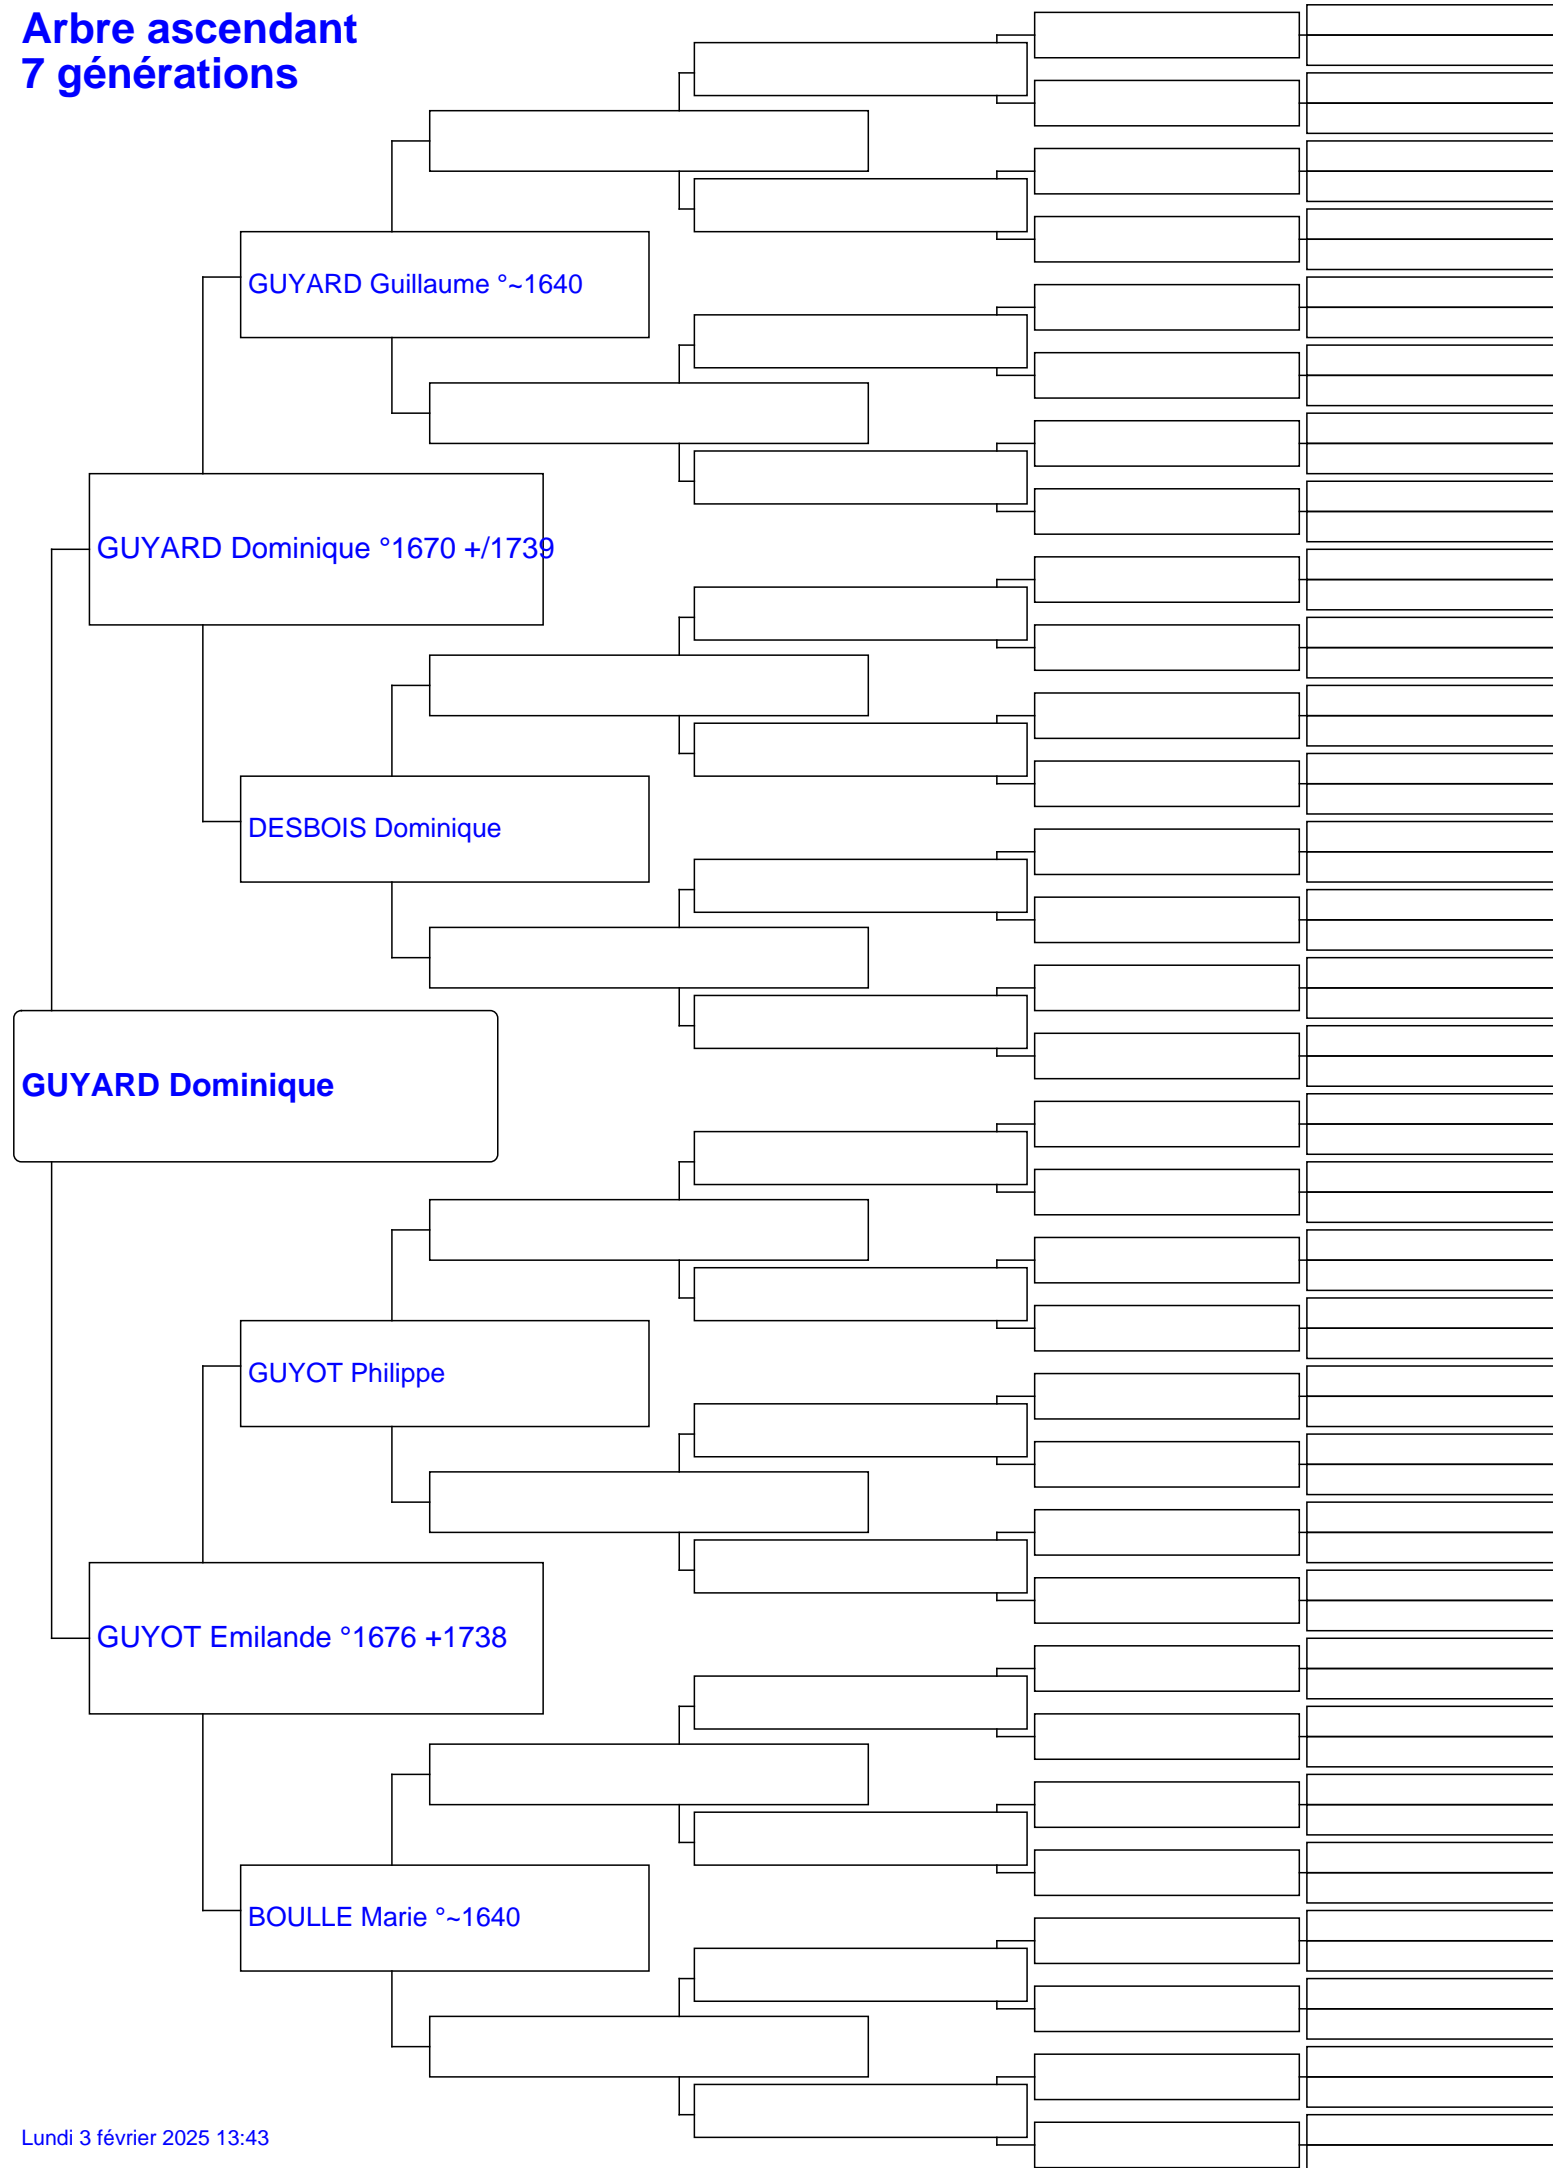 Arbre ascendant
7 générations
GUYARD Guillaume °~1640
GUYARD Dominique °1670 +/1739
DESBOIS Dominique
GUYARD Dominique
GUYOT Philippe
GUYOT Emilande °1676 +1738
BOULLE Marie °~1640
Lundi 3 février 2025 13:43